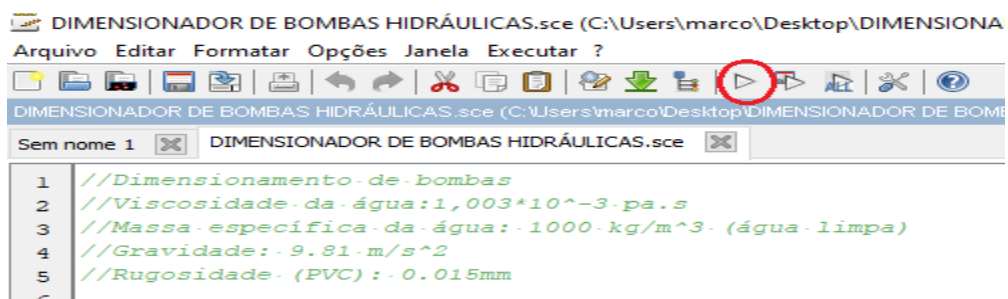 DIMENSIONADOR DE BOMBAS HIDRÁULICAS.sce (C:\Users\marco\Desktop\DIMENSIONA
Arquivo Editar Formatar Opções Janela Executar ?
DIMENSIONADOR DE BOMBAS HIDRÁULICAS.sce (C:\Users\marco\Desktop\DIMENSIONADOR DE BOME
Sem nome 1 DIMENSIONADOR DE BOMBAS HIDRÁULICAS.sce
1 //Dimensionamento de bombas
2 //Viscosidade da água:1,003*10^-3 pa.s
3 //Massa específica da água: 1000 kg/m^3 (água limpa)
4 //Gravidade: 9.81 m/s^2
5 //Rugosidade (PVC): 0.015mm